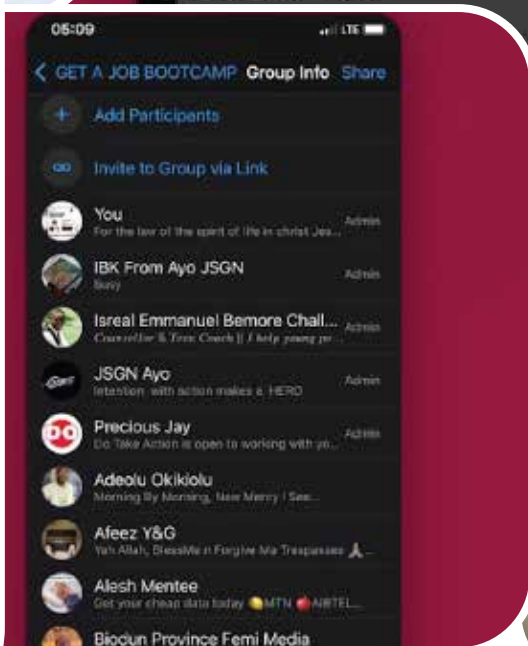 05:09 LTE
GET A JOB BOOTCAMP Group Info Share
Add Participants
Invite to Group via Link
You
For the law of the spirit of life in christ Jes...
Admin
IBK From Ayo JSGN
Busy
Admin
Isreal Emmanuel Bemore Chall...
Counsellor & Teen Coach || I help young pe...
Admin
JSGN Ayo
Intention with action makes a HERO
Admin
Precious Jay
Do Take Action is open to working with yo...
Admin
DO
Adeolu Okikiolu
Morning By Morning, New Mercy I See...
Afeez Y&G
Yah Allah, BlessMe n Forgive Me Trespasses 🙏...
Alesh Mentee
Get your cheap data today 🟡MTN 🍎AIRTEL...
Biodun Province Femi Media